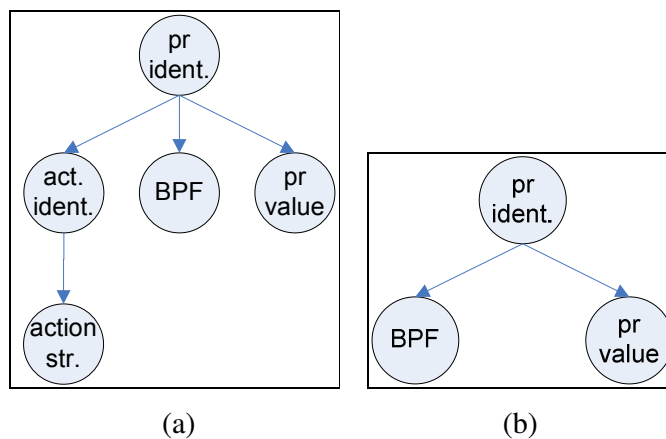 pr
ident.
act.
ident.
BPF
pr
value
action
str.
(a)
pr
ident.
BPF
pr
value
(b)